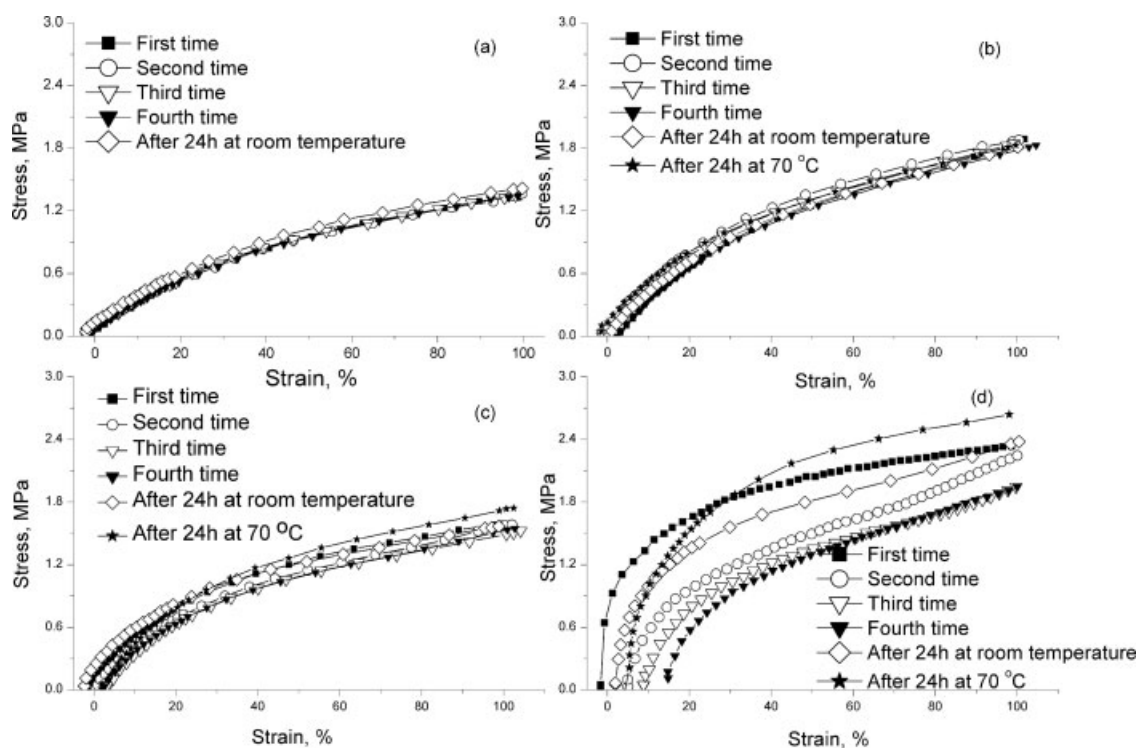 3.0
2.4
1.8
1.2
0.6
0.0
Stress, MPa
First time
Second time
Third time
Fourth time
After 24h at room temperature
(a)
0
20
40
60
80
100
Strain, %
3.0
2.4
1.8
1.2
0.6
0.0
Stress, MPa
First time
Second time
Third time
Fourth time
After 24h at room temperature
After 24h at 70 °C
(b)
0
20
40
60
80
100
Strain, %
3.0
2.4
1.8
1.2
0.6
0.0
Stress, MPa
First time
Second time
Third time
Fourth time
After 24h at room temperature
After 24h at 70 °C
(c)
0
20
40
60
80
100
Strain, %
3.0
2.4
1.8
1.2
0.6
0.0
Stress, MPa
(d)
First time
Second time
Third time
Fourth time
After 24h at room temperature
After 24h at 70 °C
0
20
40
60
80
100
Strain, %